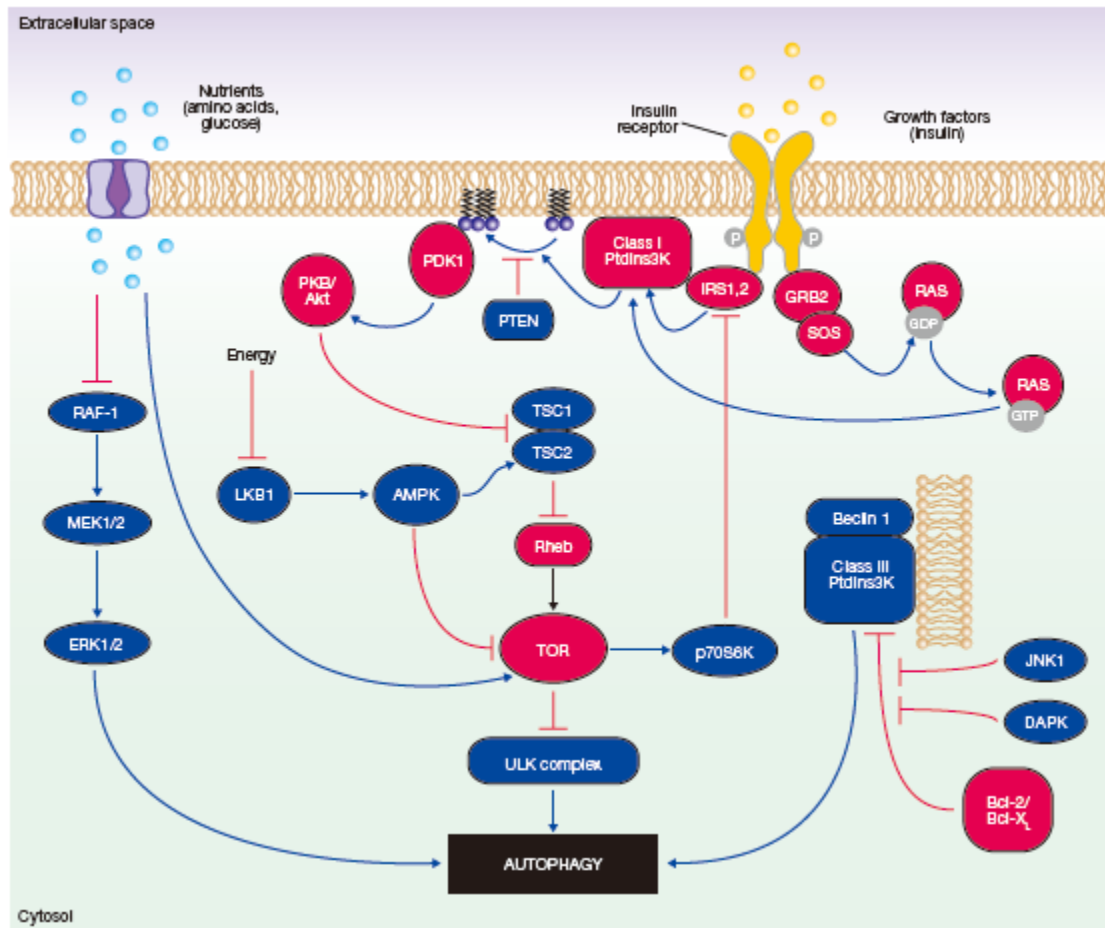 Extracellular space
Nutrients
(amino acids,
glucose)
Insulin
receptor
Growth factors
(insulin)
P
P
Class I
PtdIns3K
PDK1
IRS1,2
GRB2
SOS
RAS
GDP
RAS
GTP
PKB/
Akt
PTEN
Energy
RAF-1
TSC1
TSC2
LKB1
AMPK
MEK1/2
Rheb
Beclin 1
Class III
PtdIns3K
ERK1/2
TOR
p70S6K
JNK1
DAPK
ULK complex
Bcl-2/
Bcl-XL
AUTOPHAGY
Cytosol